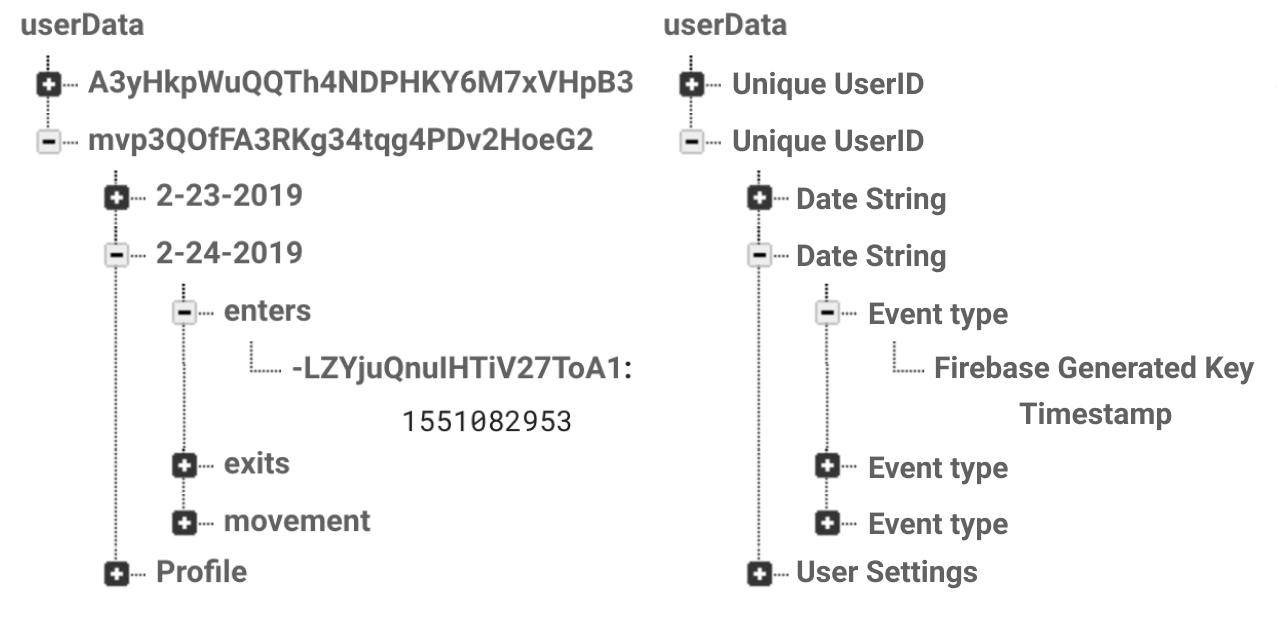 userData
A3yHkpWuQQTh4NDPHKY6M7xVHpB3
mvp3QOfFA3RKg34tqg4PDv2HoeG2
2-23-2019
2-24-2019
enters
-LZYjuQnuIHTiV27ToA1:
1551082953
exits
movement
Profile
userData
Unique UserID
Unique UserID
Date String
Date String
Event type
Firebase Generated Key
Timestamp
Event type
Event type
User Settings